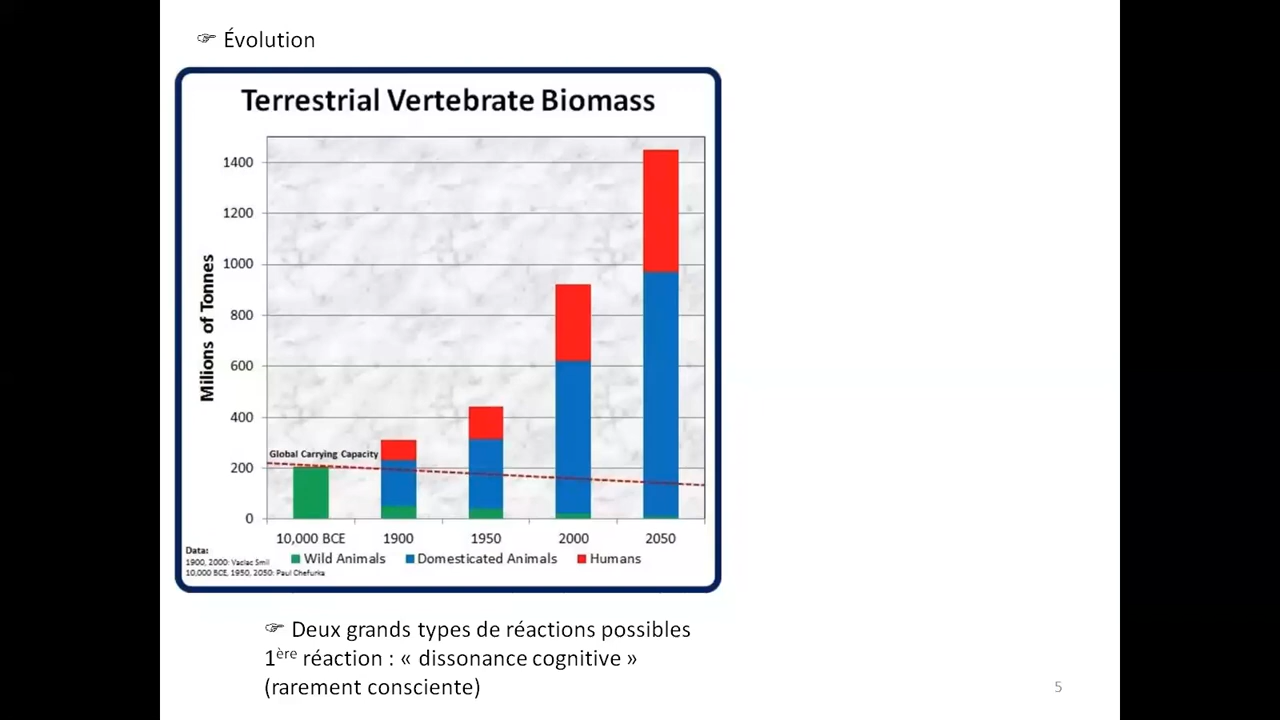 ☞ Évolution
Terrestrial Vertebrate Biomass
Milions of Tonnes
1400
1200
1000
800
600
400
200
0
Global Carrying Capacity
10,000 BCE 1900 1950 2000 2050
Wild Animals Domesticated Animals Humans
Data:
1900, 2000: Vaclac Smil
10,000 BCE, 1950, 2050: Paul Chefurka
☞ Deux grands types de réactions possibles
1ère réaction : « dissonance cognitive »
(rarement consciente)
5